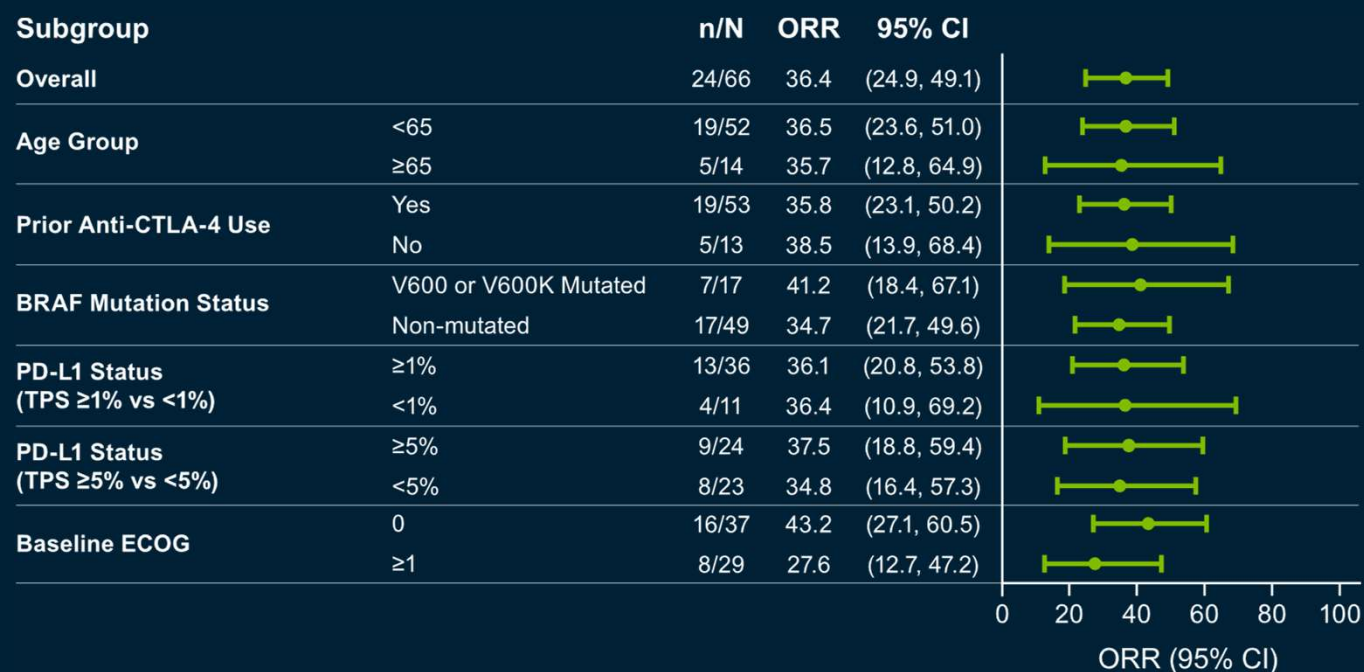 Subgroup n/N ORR 95% CI
Overall 24/66 36.4 (24.9, 49.1)
Age Group
<65 19/52 36.5 (23.6, 51.0)
≥65 5/14 35.7 (12.8, 64.9)
Prior Anti-CTLA-4 Use
Yes 19/53 35.8 (23.1, 50.2)
No 5/13 38.5 (13.9, 68.4)
BRAF Mutation Status
V600 or V600K Mutated 7/17 41.2 (18.4, 67.1)
Non-mutated 17/49 34.7 (21.7, 49.6)
PD-L1 Status
(TPS ≥1% vs <1%)
≥1% 13/36 36.1 (20.8, 53.8)
<1% 4/11 36.4 (10.9, 69.2)
PD-L1 Status
(TPS ≥5% vs <5%)
≥5% 9/24 37.5 (18.8, 59.4)
<5% 8/23 34.8 (16.4, 57.3)
Baseline ECOG
0 16/37 43.2 (27.1, 60.5)
≥1 8/29 27.6 (12.7, 47.2)
0 20 40 60 80 100
ORR (95% CI)